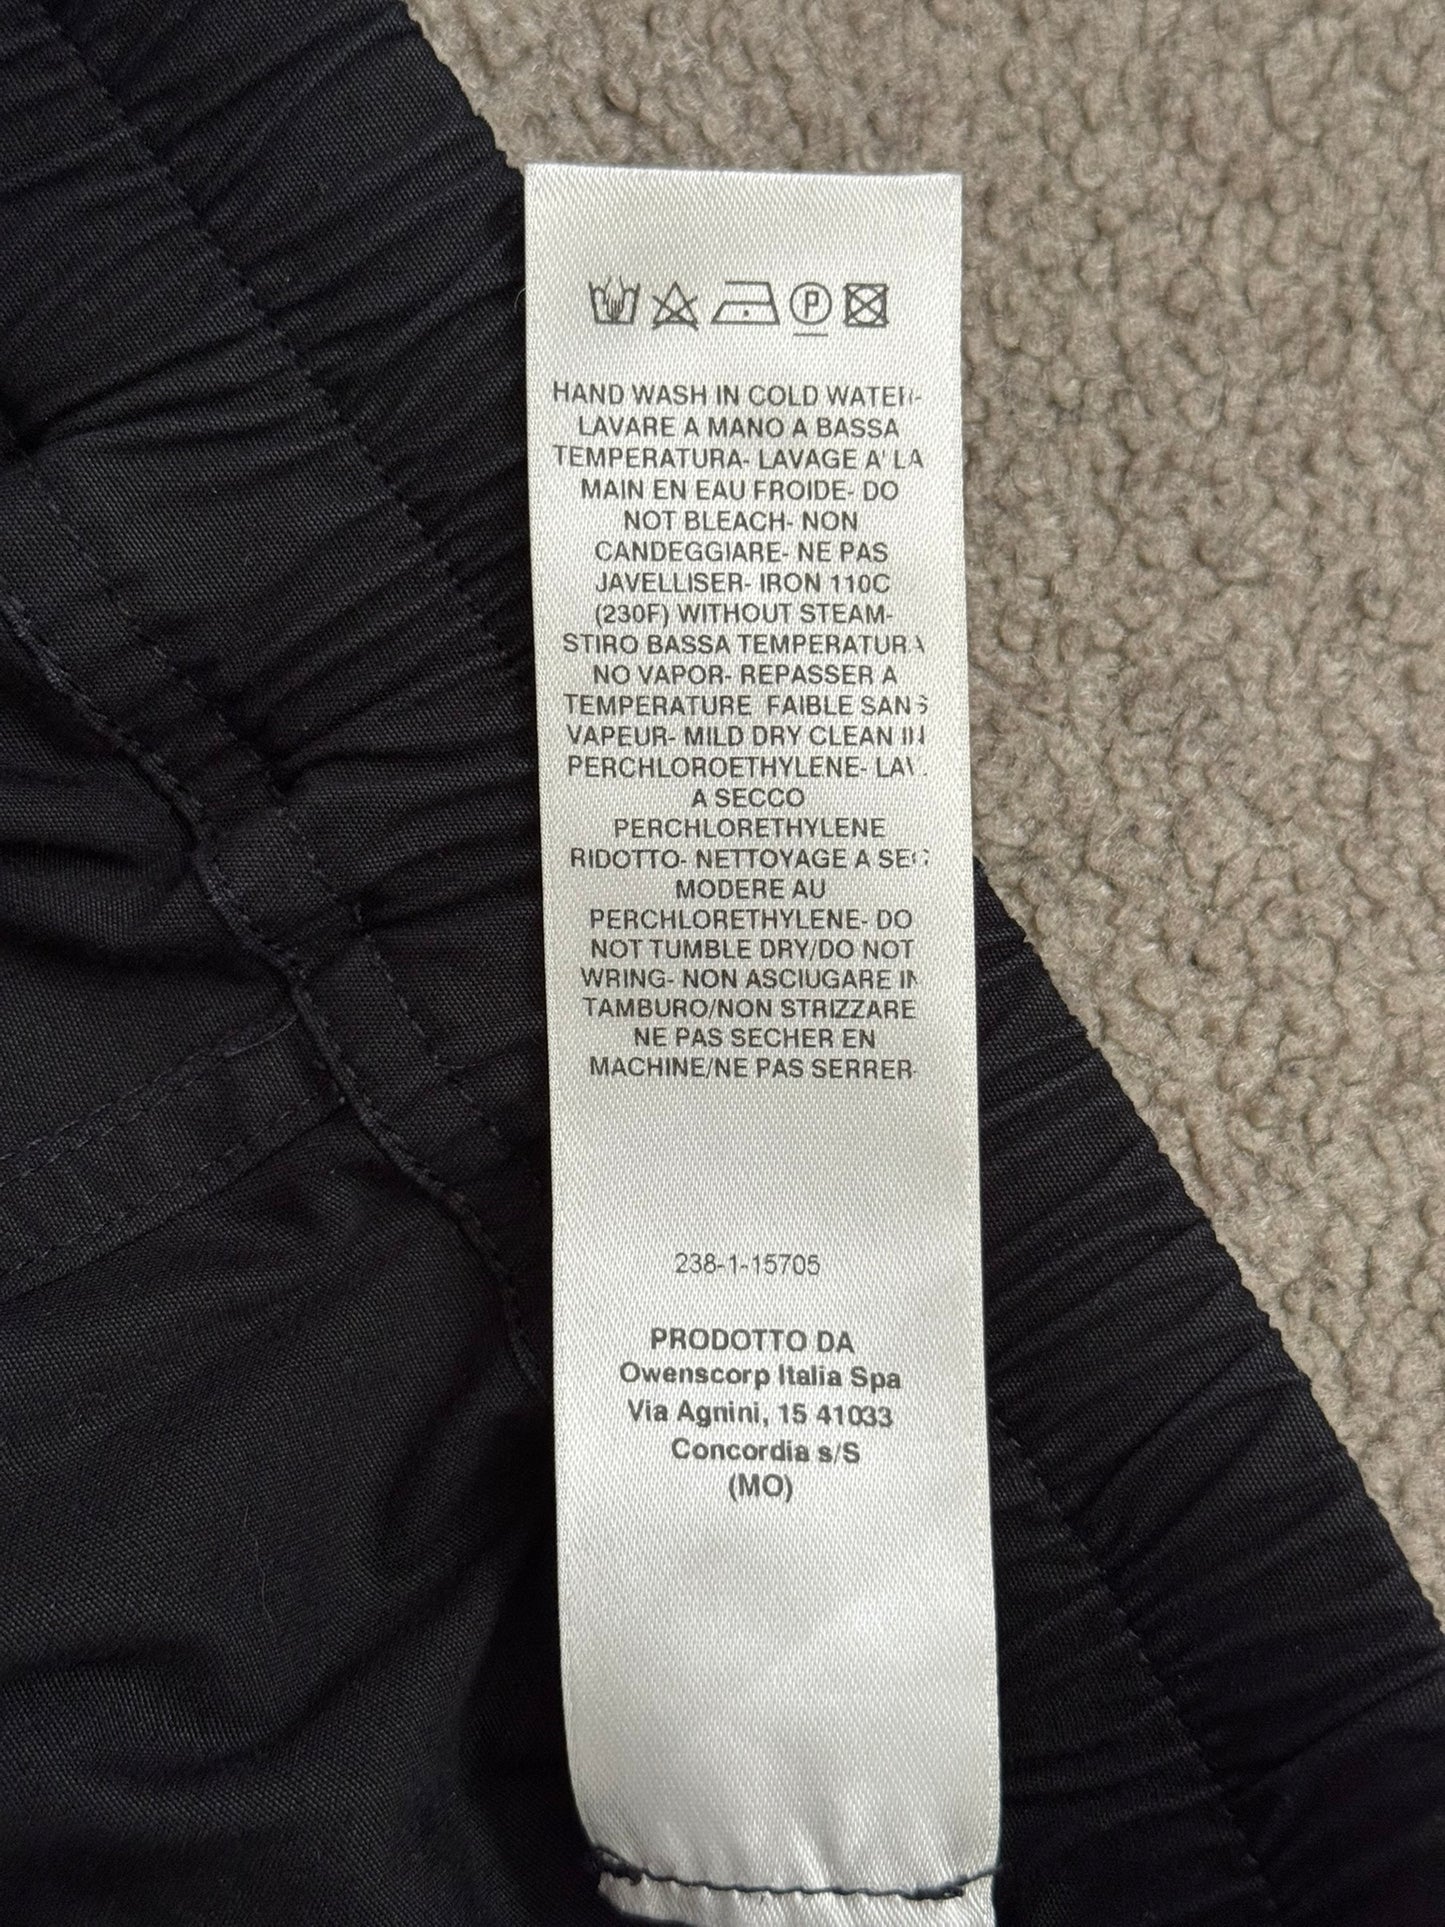 P
HAND WASH IN COLD WATER-
LAVARE A MANO A BASSA
TEMPERATURA- LAVAGE A' LA
MAIN EN EAU FROIDE- DO
NOT BLEACH- NON
CANDEGGIARE- NE PAS
JAVELLISER- IRON 110C
(230F) WITHOUT STEAM-
STIRO BASSA TEMPERATURA
NO VAPOR- REPASSER A
TEMPERATURE FAIBLE SANS
VAPEUR- MILD DRY CLEAN IN
PERCHLOROETHYLENE- LAV.
A SECCO
PERCHLORETHYLENE
RIDOTTO- NETTOYAGE A SEC
MODERE AU
PERCHLORETHYLENE- DO
NOT TUMBLE DRY/DO NOT
WRING- NON ASCIUGARE IN
TAMBURO/NON STRIZZARE
NE PAS SECHER EN
MACHINE/NE PAS SERRER-
238-1-15705
PRODOTTO DA
Owenscorp Italia Spa
Via Agnini, 15 41033
Concordia s/S
(MO)